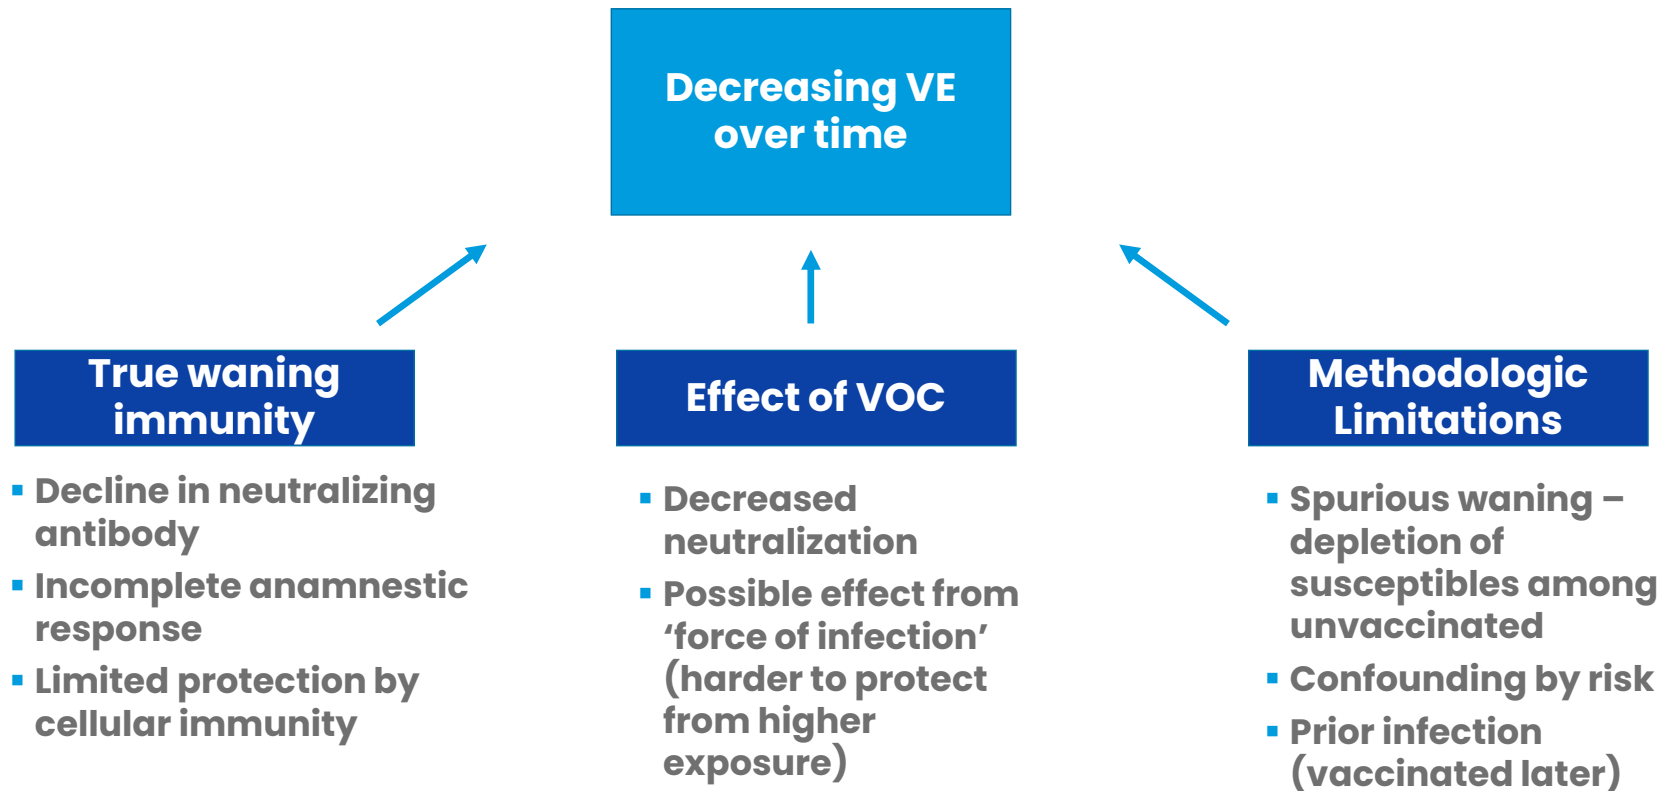 Decreasing VE
over time
True waning
immunity
▪ Decline in neutralizing
antibody
▪ Incomplete anamnestic
response
▪ Limited protection by
cellular immunity
Effect of VOC
▪ Decreased
neutralization
▪ Possible effect from
‘force of infection’
(harder to protect
from higher
exposure)
Methodologic
Limitations
▪ Spurious waning –
depletion of
susceptibles among
unvaccinated
▪ Confounding by risk
▪ Prior infection
(vaccinated later)